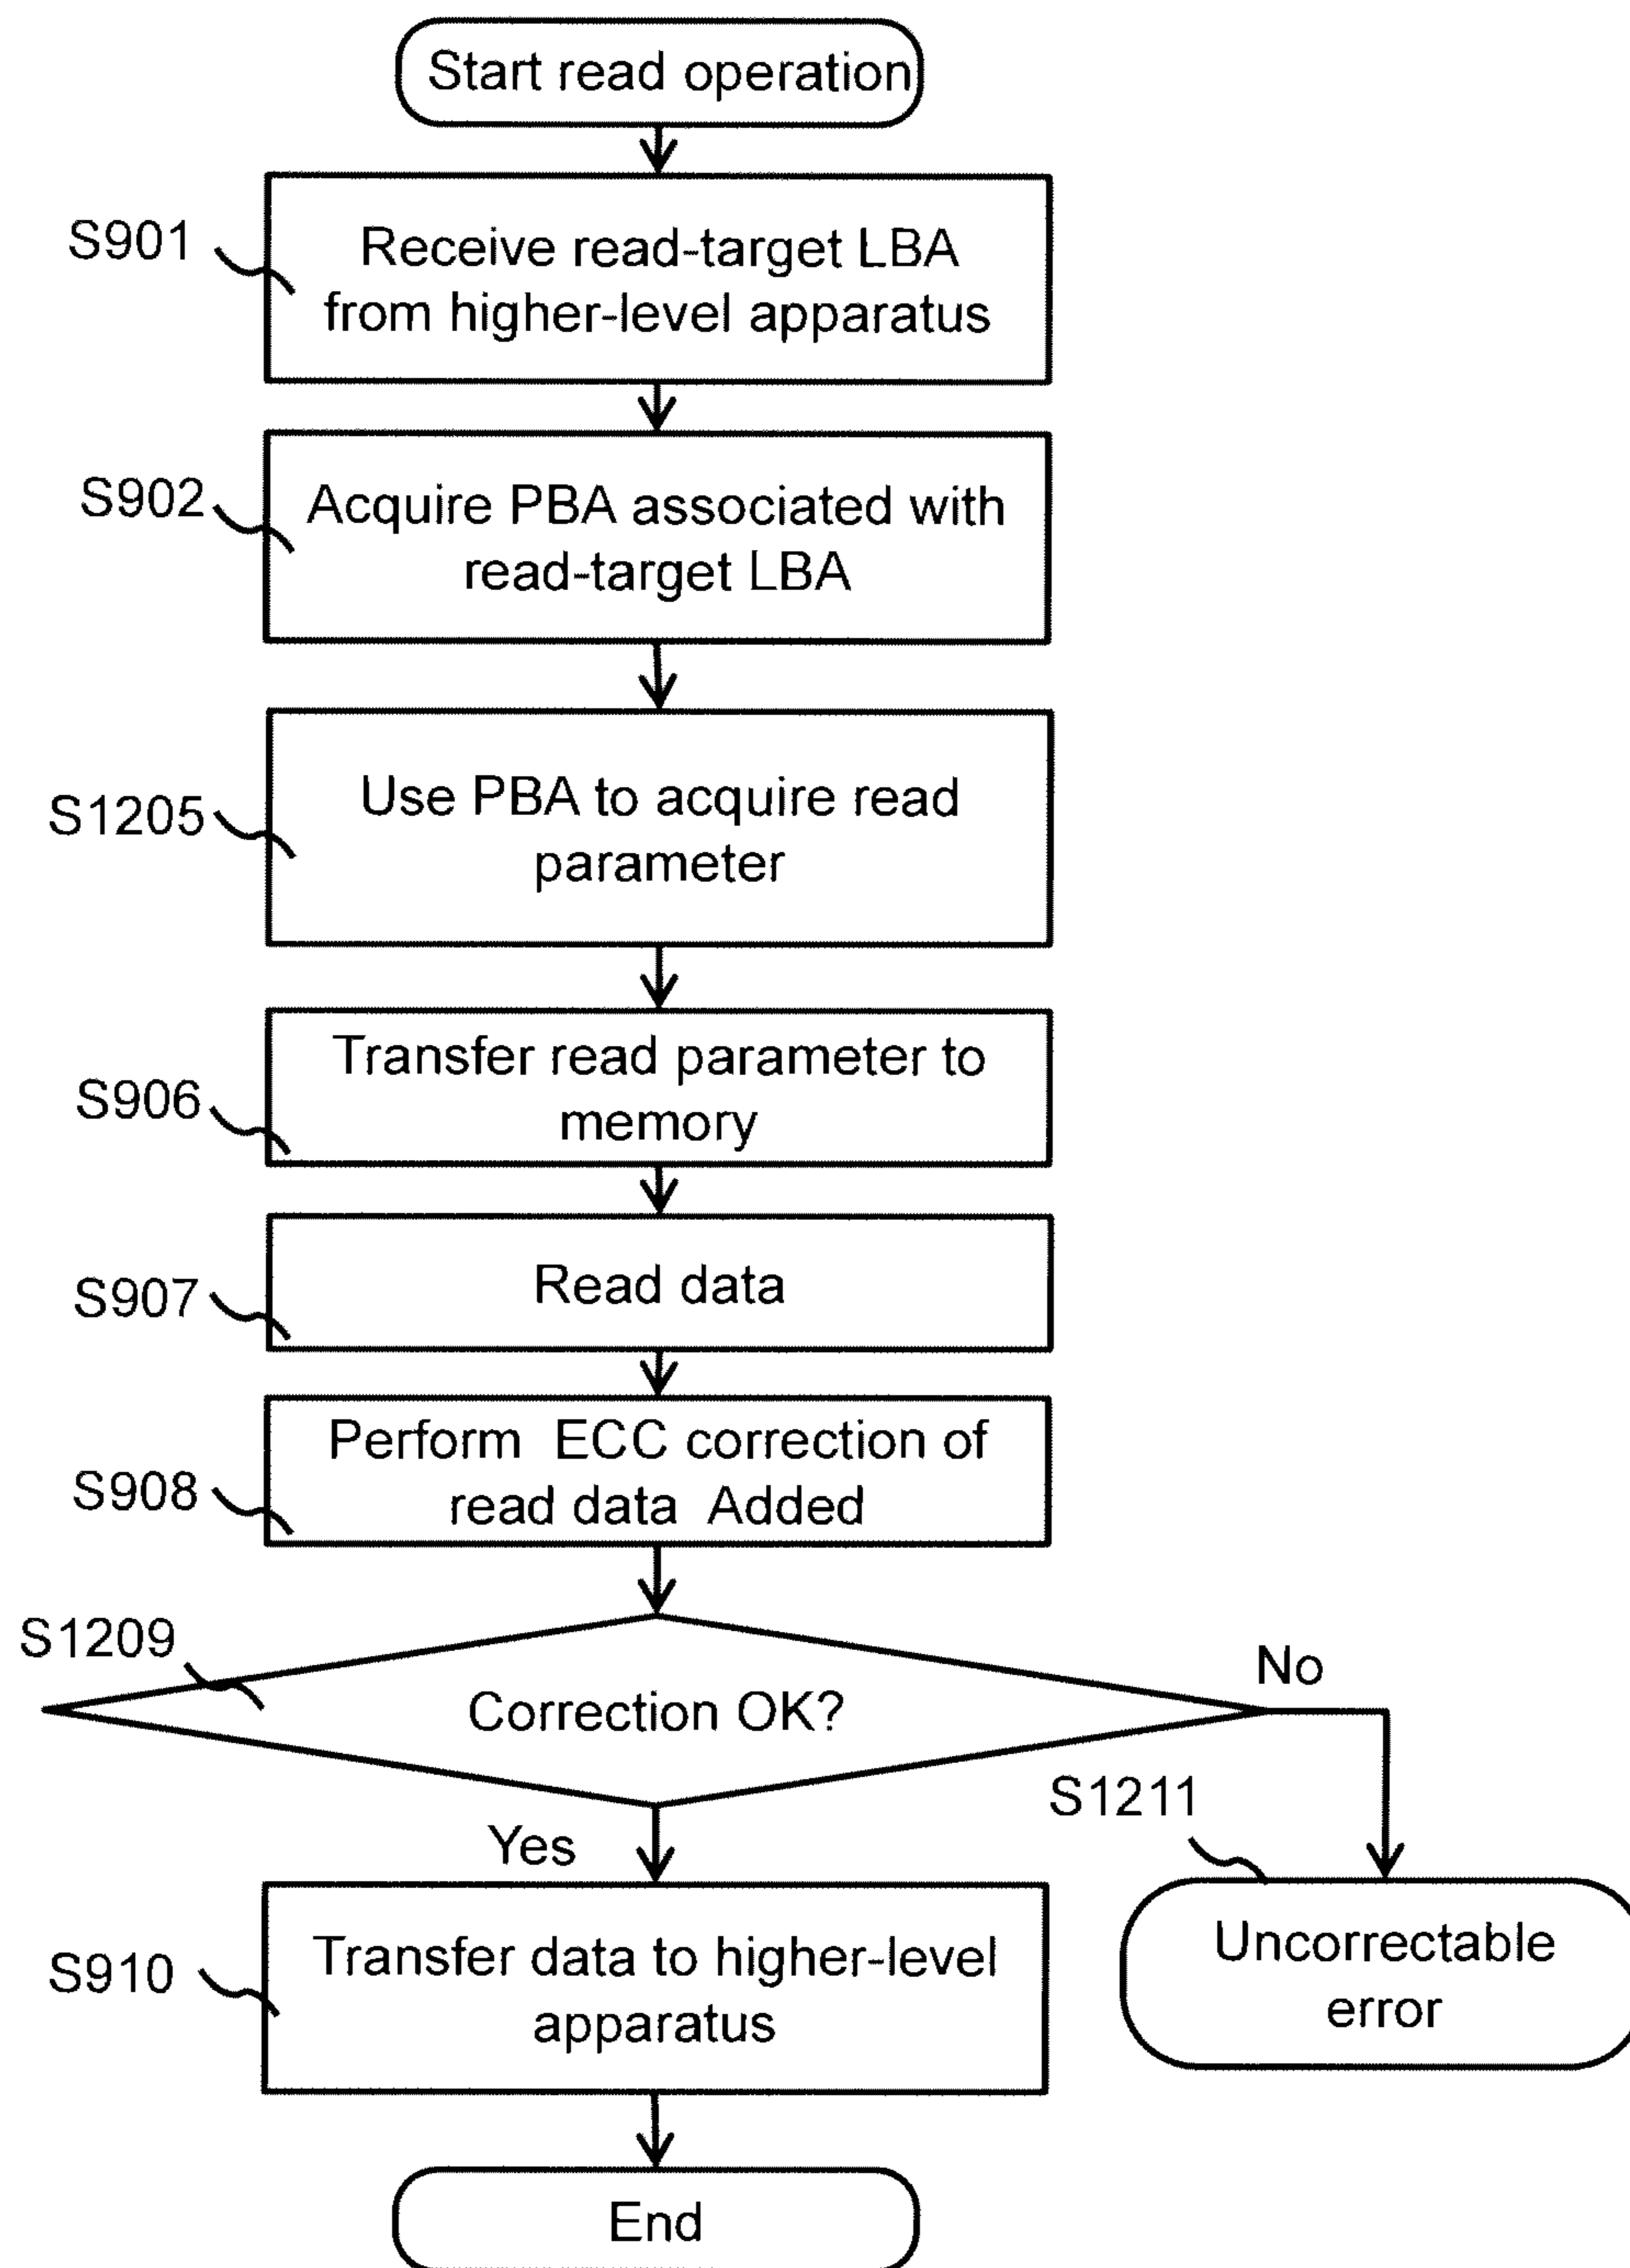 Start read operation
S901
Receive read-target LBA
from higher-level apparatus
S902
Acquire PBA associated with
read-target LBA
S1205
Use PBA to acquire read
parameter
S906
Transfer read parameter to
memory
S907
Read data
S908
Perform  ECC correction of
read data  Added
S1209
Correction OK?
No
Yes
S1211
Uncorrectable
error
S910
Transfer data to higher-level
apparatus
End